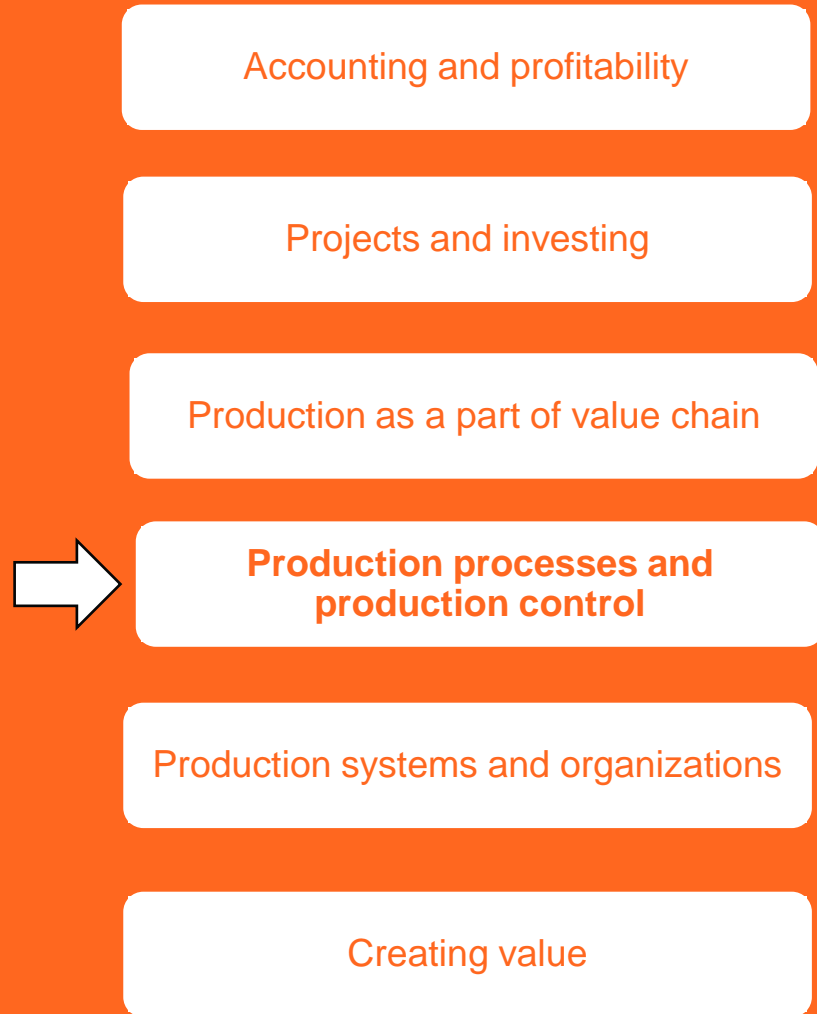 Accounting and profitability
Projects and investing
Production as a part of value chain
Production processes and
production control
Production systems and organizations
Creating value